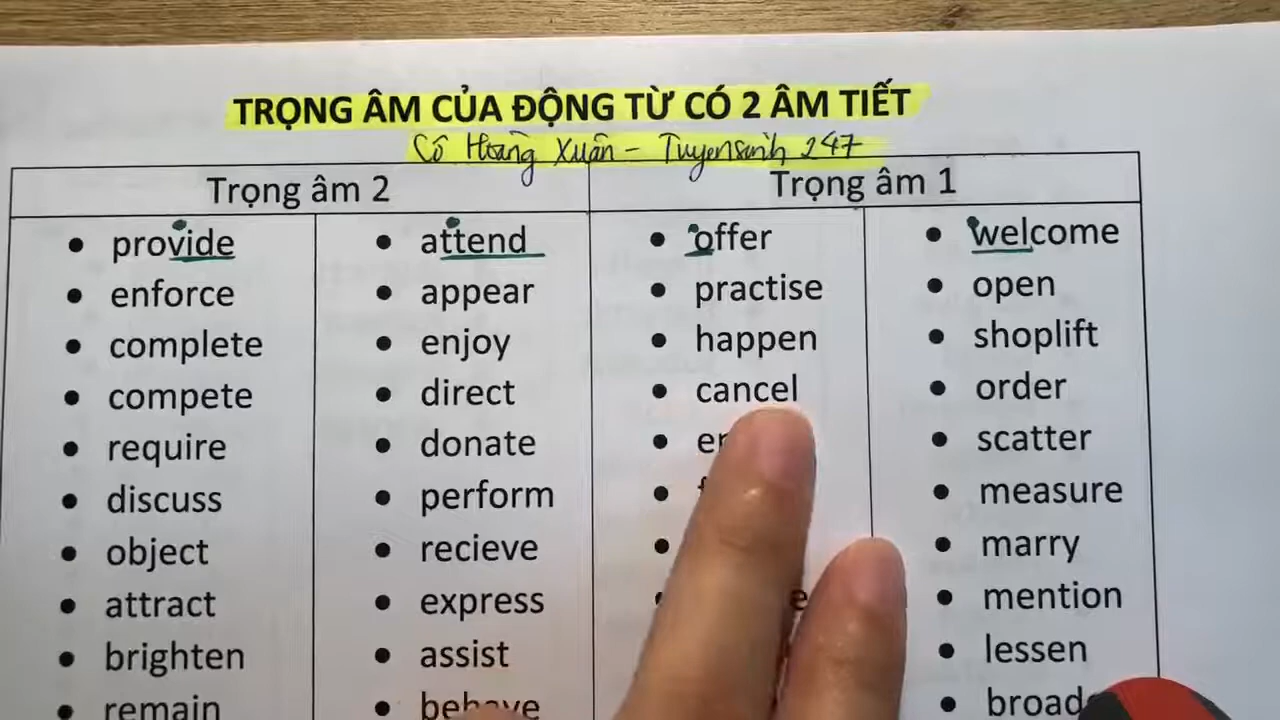 TRỌNG ÂM CỦA ĐỘNG TỪ CÓ 2 ÂM TIẾT
Cô Hoàng Xuân - Tuyensinh 247
Trọng âm 2
Trọng âm 1
provide
enforce
complete
compete
require
discuss
object
attract
brighten
remain
attend
appear
enjoy
direct
donate
perform
recieve
express
assist
behave
offer
practise
happen
cancel
welcome
open
shoplift
order
scatter
measure
marry
mention
lessen